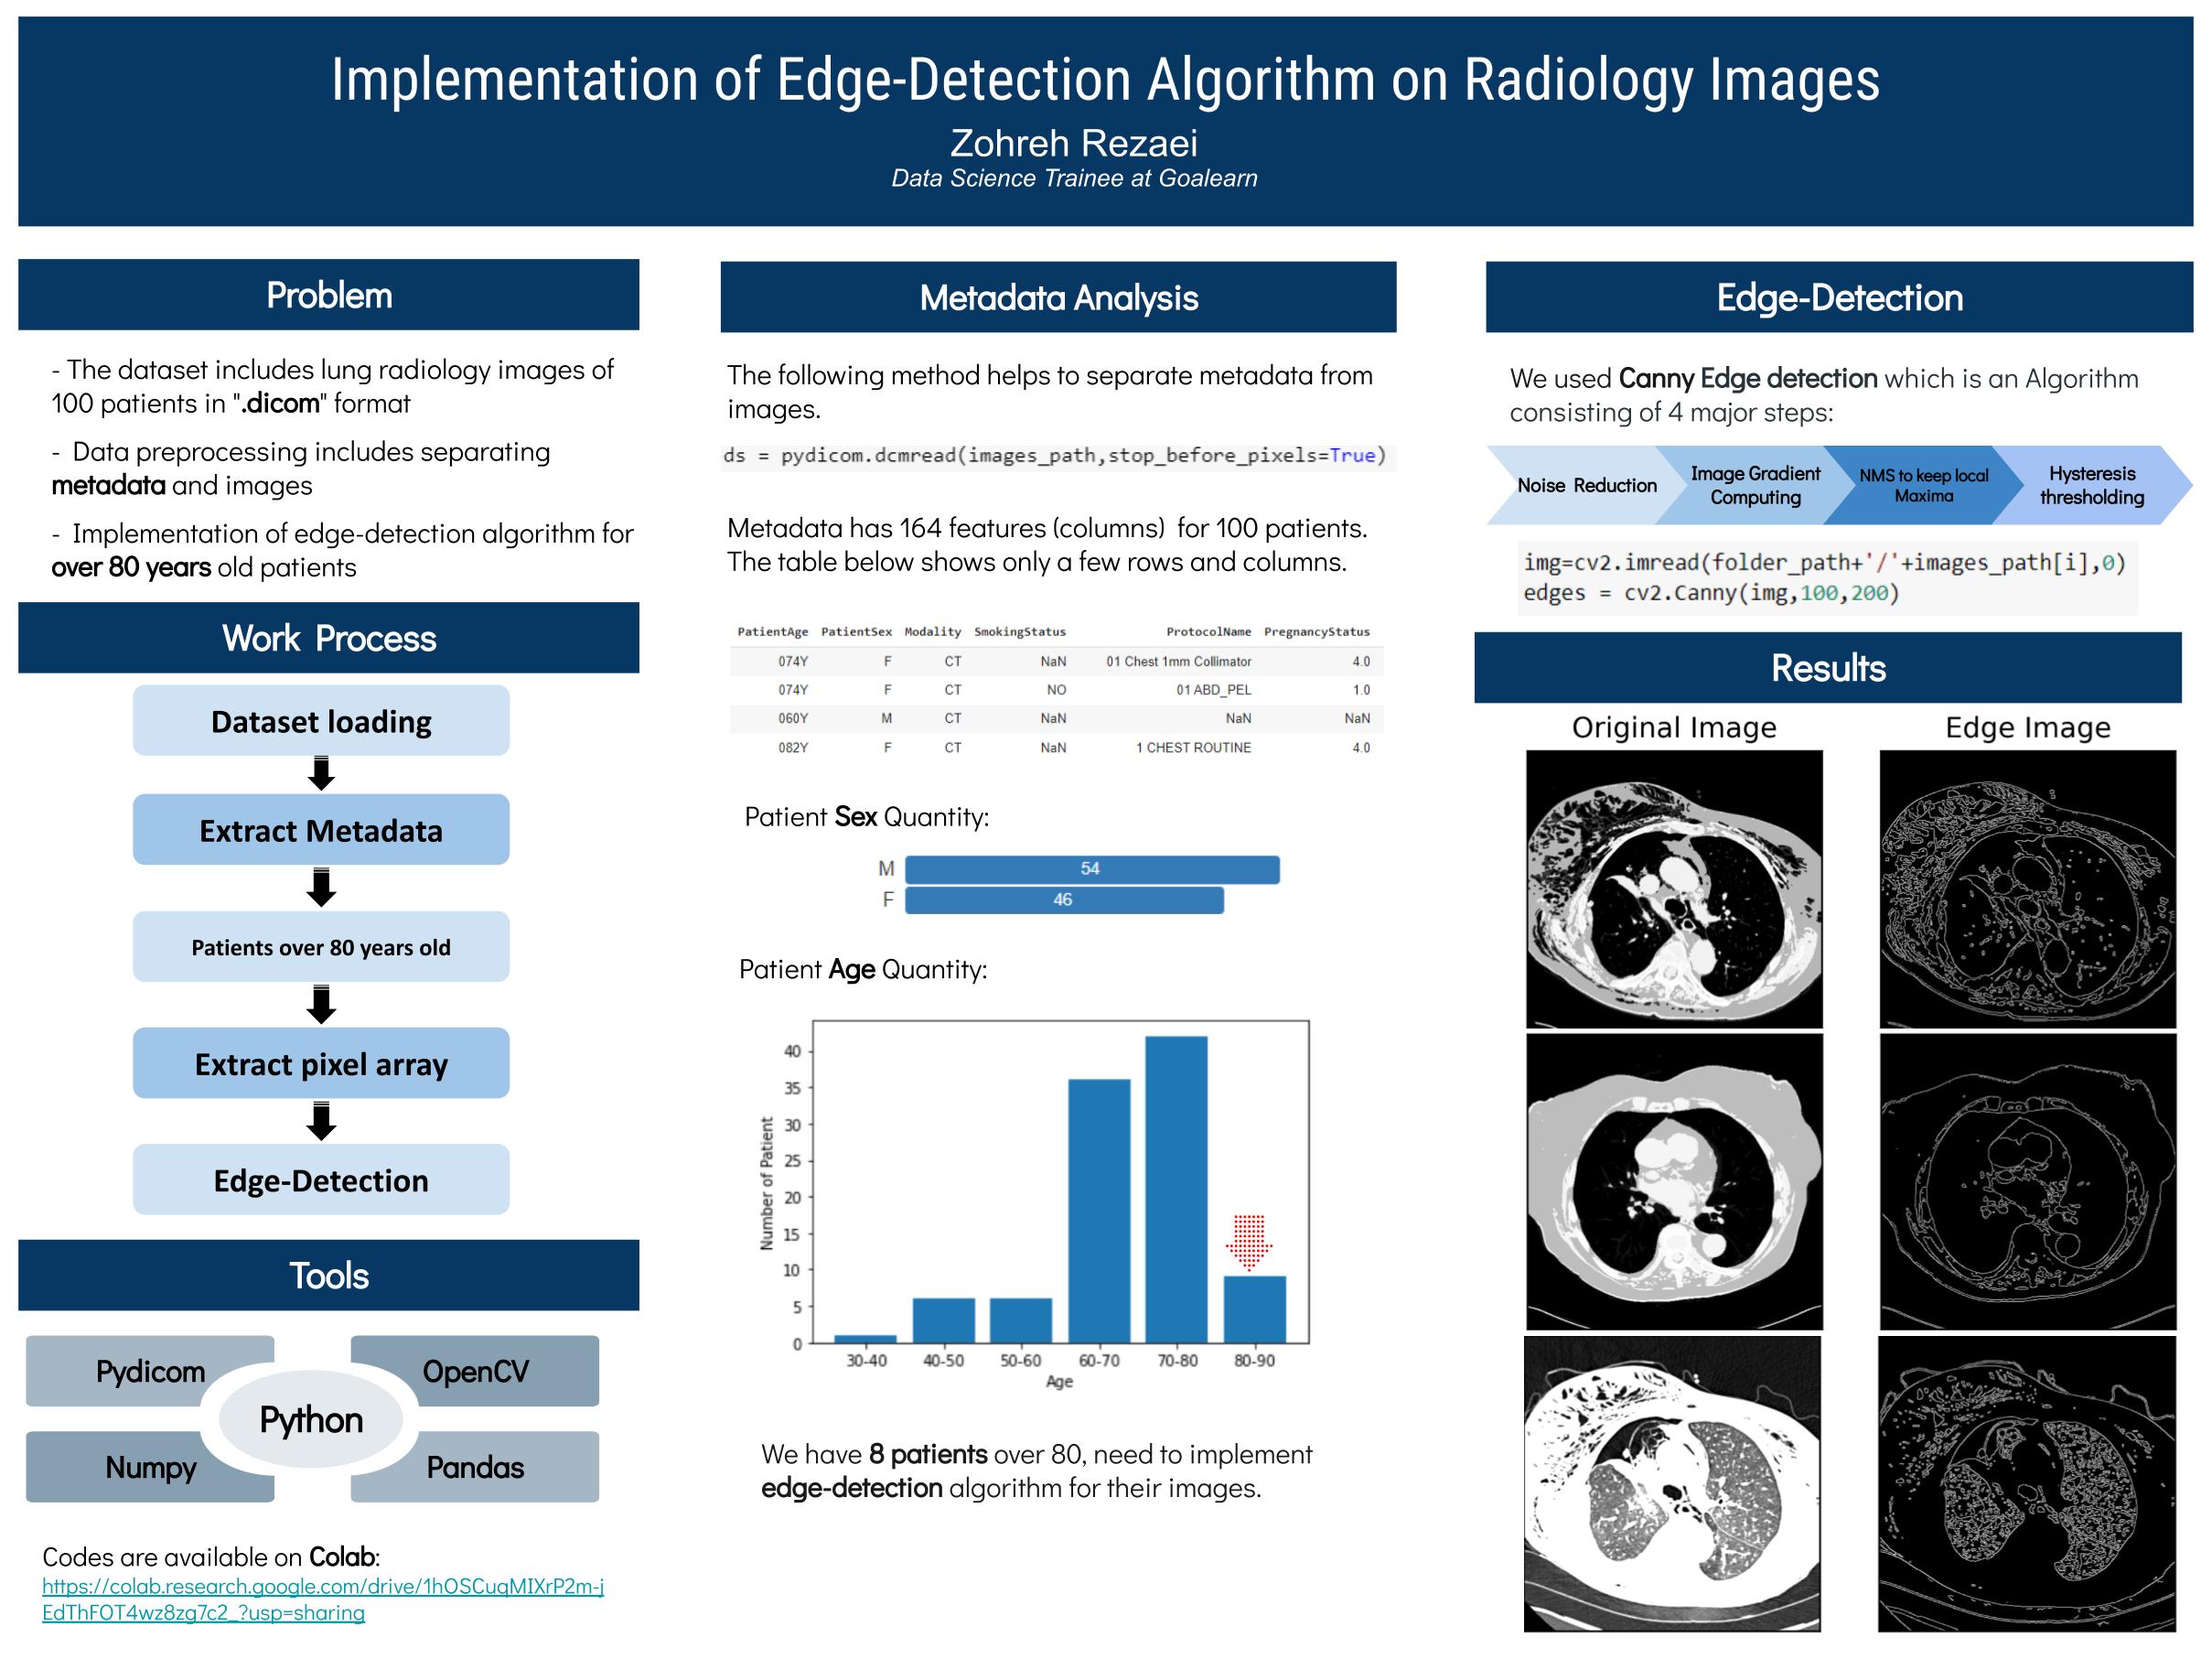 Implementation of Edge-Detection Algorithm on Radiology Images
Zohreh Rezaei
Data Science Trainee at Goalearn
Problem
- The dataset includes lung radiology images of
100 patients in ".dicom" format
- Data preprocessing includes separating
metadata and images
- Implementation of edge-detection algorithm for
over 80 years old patients
Work Process
Dataset loading
Extract Metadata
Patients over 80 years old
Extract pixel array
Edge-Detection
Tools
Pydicom
OpenCV
Python
Numpy
Pandas
Codes are available on Colab:
https://colab.research.google.com/drive/1hOSCuqMIXrP2m-j
EdThFOT4wz8zg7c2_?usp=sharing
Metadata Analysis
The following method helps to separate metadata from
images.
ds = pydicom.dcmread(images_path,stop_before_pixels=True)
Metadata has 164 features (columns) for 100 patients.
The table below shows only a few rows and columns.
PatientAge PatientSex Modality SmokingStatus ProtocolName PregnancyStatus
074Y F CT NaN 01 Chest 1mm Collimator 4.0
074Y F CT NO 01 ABD_PEL 1.0
060Y M CT NaN NaN NaN
082Y F CT NaN 1 CHEST ROUTINE 4.0
Patient Sex Quantity:
M 54
F 46
Patient Age Quantity:
Number of Patient
40
35
30
25
20
15
10
5
0
30-40 40-50 50-60 60-70 70-80 80-90
Age
We have 8 patients over 80, need to implement
edge-detection algorithm for their images.
Edge-Detection
We used Canny Edge detection which is an Algorithm
consisting of 4 major steps:
Noise Reduction
Image Gradient
Computing
NMS to keep local
Maxima
Hysteresis
thresholding
img=cv2.imread(folder_path+'/'+images_path[i],0)
edges = cv2.Canny(img,100,200)
Results
Original Image Edge Image